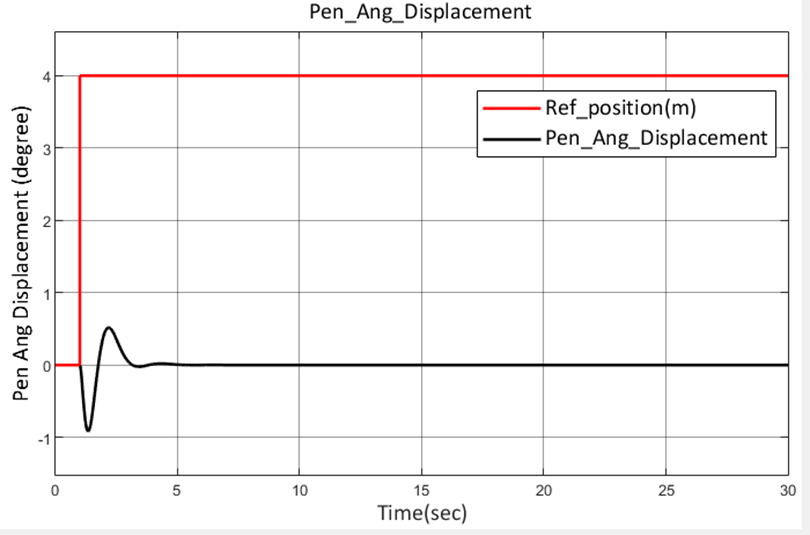 Pen_Ang_Displacement
Pen Ang Displacement (degree)
4
3
2
1
0
-1
Ref_position(m)
Pen_Ang_Displacement
0 5 10 15 20 25 30
Time(sec)